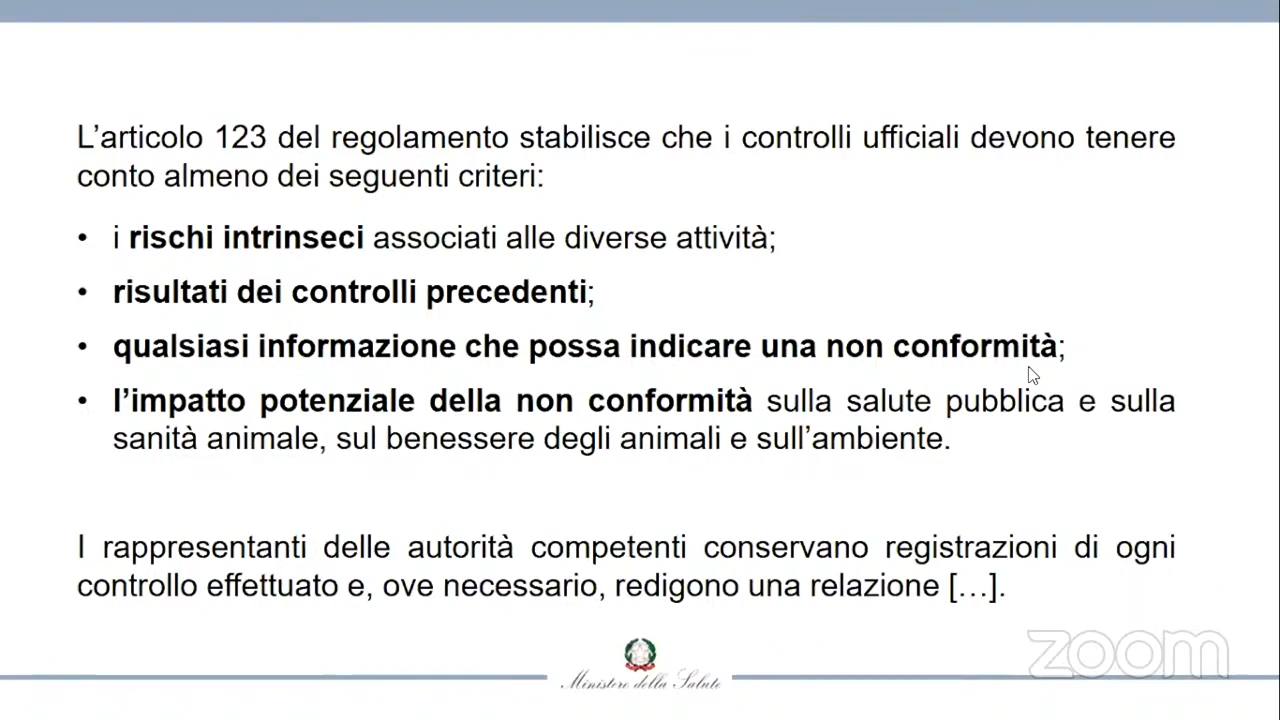 L’articolo 123 del regolamento stabilisce che i controlli ufficiali devono tenere
conto almeno dei seguenti criteri:
• i rischi intrinseci associati alle diverse attività;
• risultati dei controlli precedenti;
• qualsiasi informazione che possa indicare una non conformità;
• l’impatto potenziale della non conformità sulla salute pubblica e sulla
sanità animale, sul benessere degli animali e sull’ambiente.
I rappresentanti delle autorità competenti conservano registrazioni di ogni
controllo effettuato e, ove necessario, redigono una relazione […].
zoom
Ministero della Salute